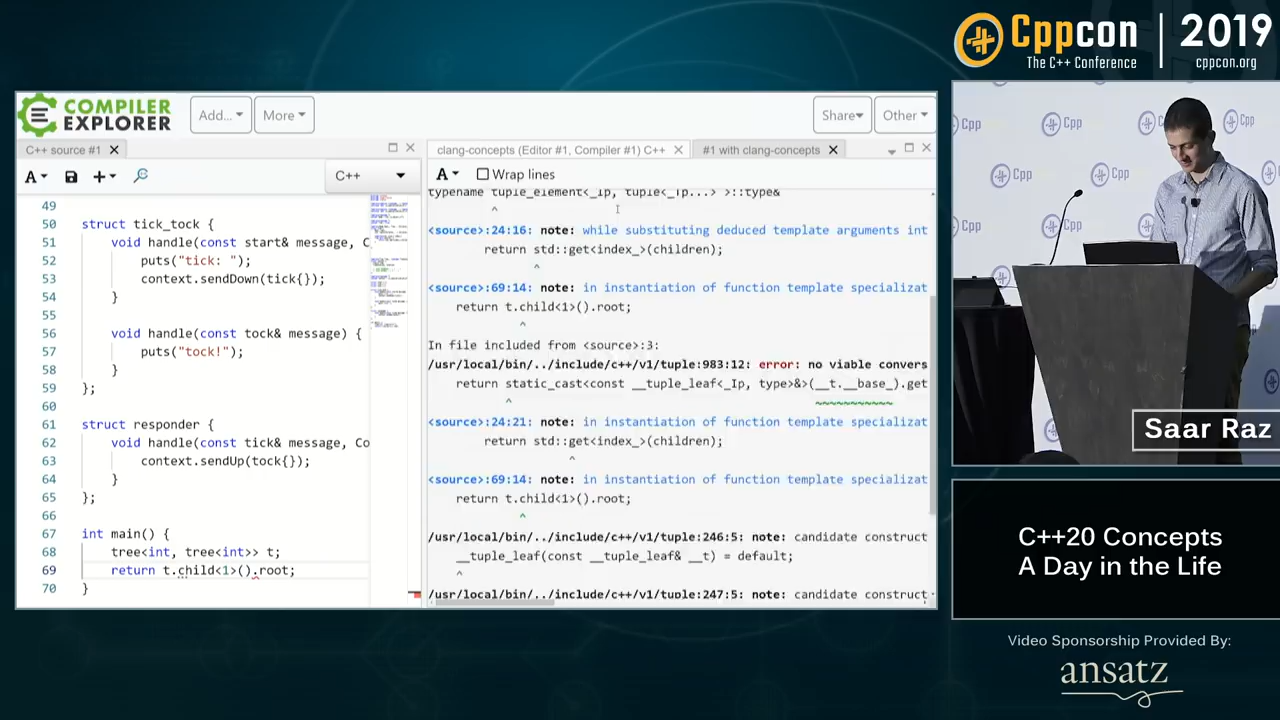 Cppcon
The C++ Conference
2019
cppcon.org
COMPILER
EXPLORER
Add...
More
Share
Other
C++ source #1
clang-concepts (Editor #1, Compiler #1) C++
#1 with clang-concepts
A
C++
A
Wrap lines
49
50 struct tick_tock {
51 void handle(const start& message, C
52 puts("tick: ");
53 context.sendDown(tick{});
54 }
55
56 void handle(const tock& message) {
57 puts("tock!");
58 }
59 };
60
61 struct responder {
62 void handle(const tick& message, Co
63 context.sendUp(tock{});
64 }
65 };
66
67 int main() {
68 tree<int, tree<int>> t;
69 return t.child<1>().root;
70 }
typename tuple_element<_Ip, tuple<_Tp...> >::type&
^
<source>:24:16: note: while substituting deduced template arguments int
return std::get<index_>(children);
^
<source>:69:14: note: in instantiation of function template specializat
return t.child<1>().root;
^
In file included from <source>:3:
/usr/local/bin/../include/c++/v1/tuple:983:12: error: no viable convers
return static_cast<const __tuple_leaf<_Ip, type>&>(__t.__base_).get
^ ~~~~~~~~~~
<source>:24:21: note: in instantiation of function template specializat
return std::get<index_>(children);
^
<source>:69:14: note: in instantiation of function template specializat
return t.child<1>().root;
^
/usr/local/bin/../include/c++/v1/tuple:246:5: note: candidate construct
__tuple_leaf(const __tuple_leaf& __t) = default;
^
/usr/local/bin/../include/c++/v1/tuple:247:5: note: candidate construct
Cpp
Cpp
Cpp
Cpp
Cpp
Cpp
Cpp
Saar Raz
C++20 Concepts
A Day in the Life
Video Sponsorship Provided By:
ansatz